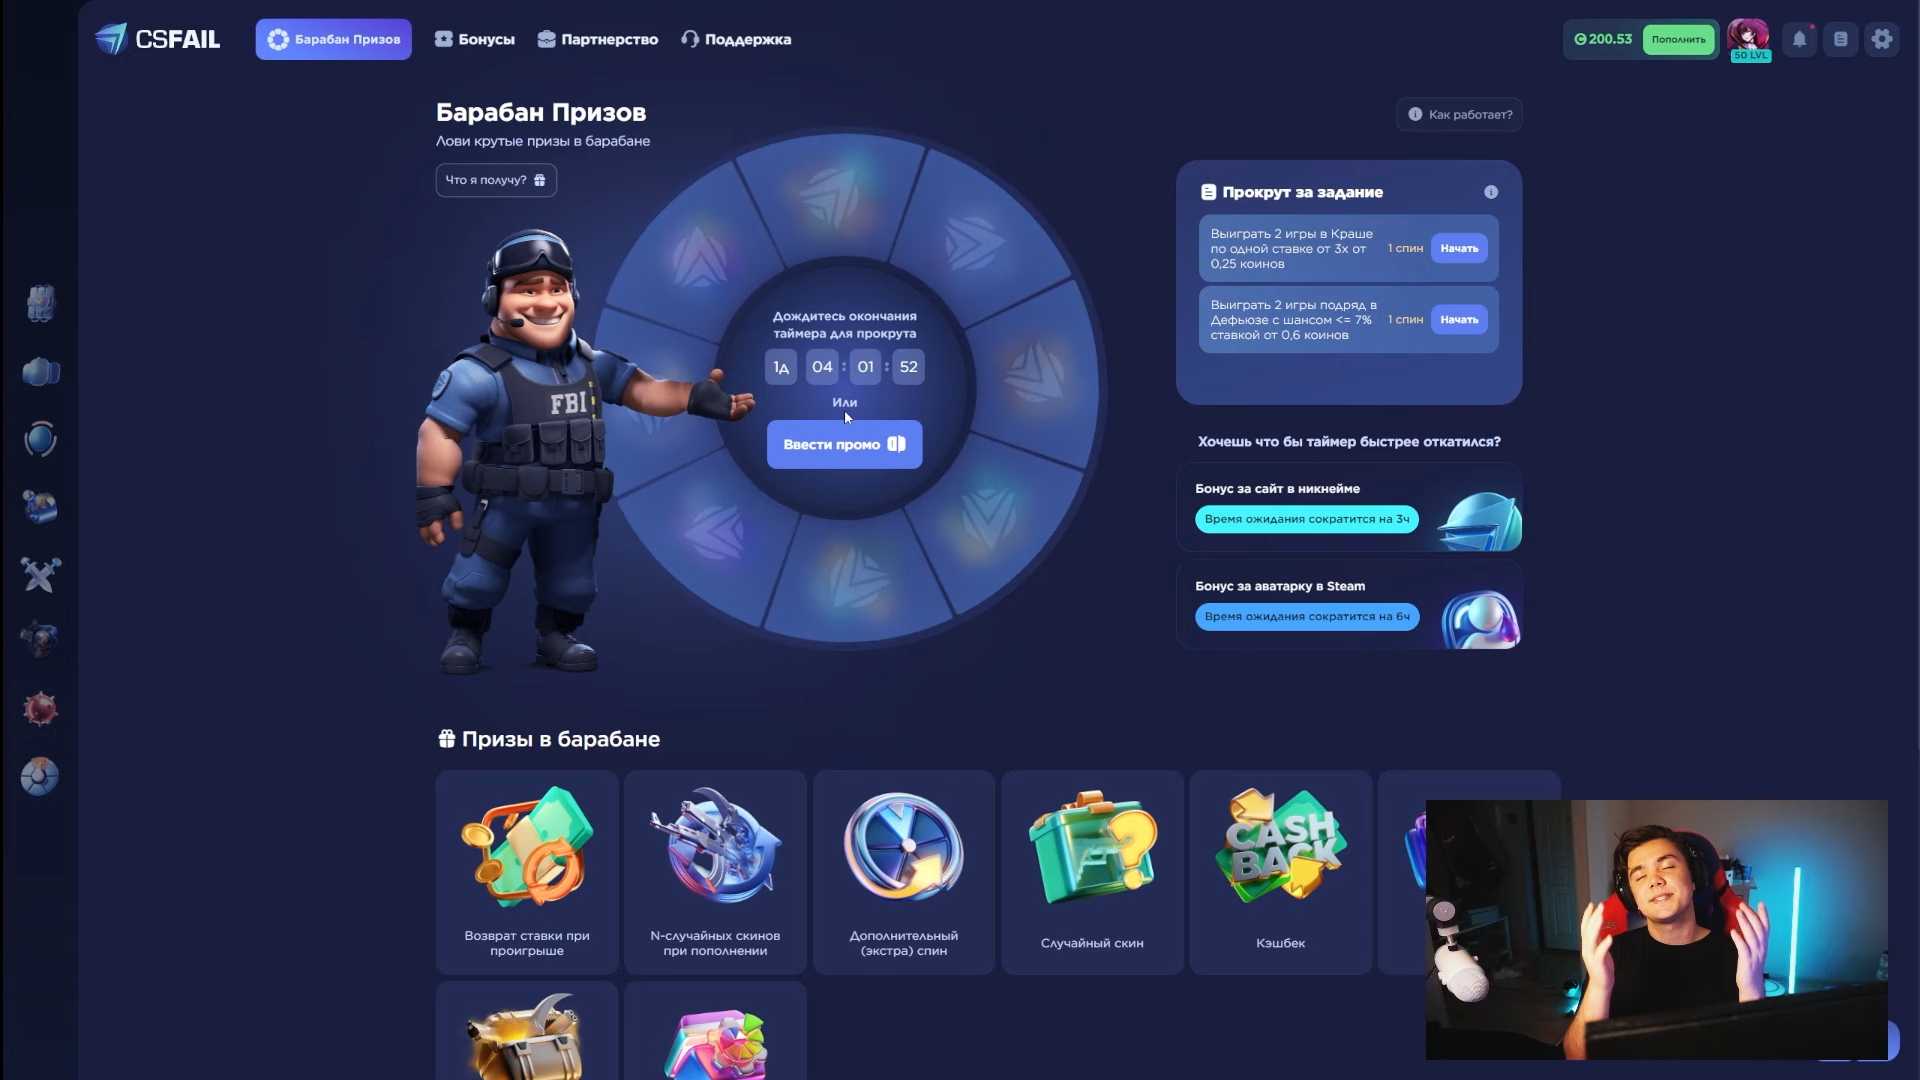 CSFAIL
Барабан Призов
Бонусы
Партнерство
Поддержка
200.53
Пополнить
50 LVL
Барабан Призов
Лови крутые призы в барабане
Что я получу?
Как работает?
FBI
Дождитесь окончания
таймера для прокрута
1д 04 : 01 : 52
Или
Ввести промо
Прокрут за задание
Выиграть 2 игры в Краше
по одной ставке от 3x от
0,25 коинов
1 спин
Начать
Выиграть 2 игры подряд в
Дефьюзе с шансом <= 7%
ставкой от 0,6 коинов
1 спин
Начать
Хочешь что бы таймер быстрее откатился?
Бонус за сайт в никнейме
Время ожидания сократится на 3ч
Бонус за аватарку в Steam
Время ожидания сократится на 6ч
Призы в барабане
Возврат ставки при
проигрыше
N-случайных скинов
при пополнении
Дополнительный
(экстра) спин
Случайный скин
CASH
BACK
Кэшбек